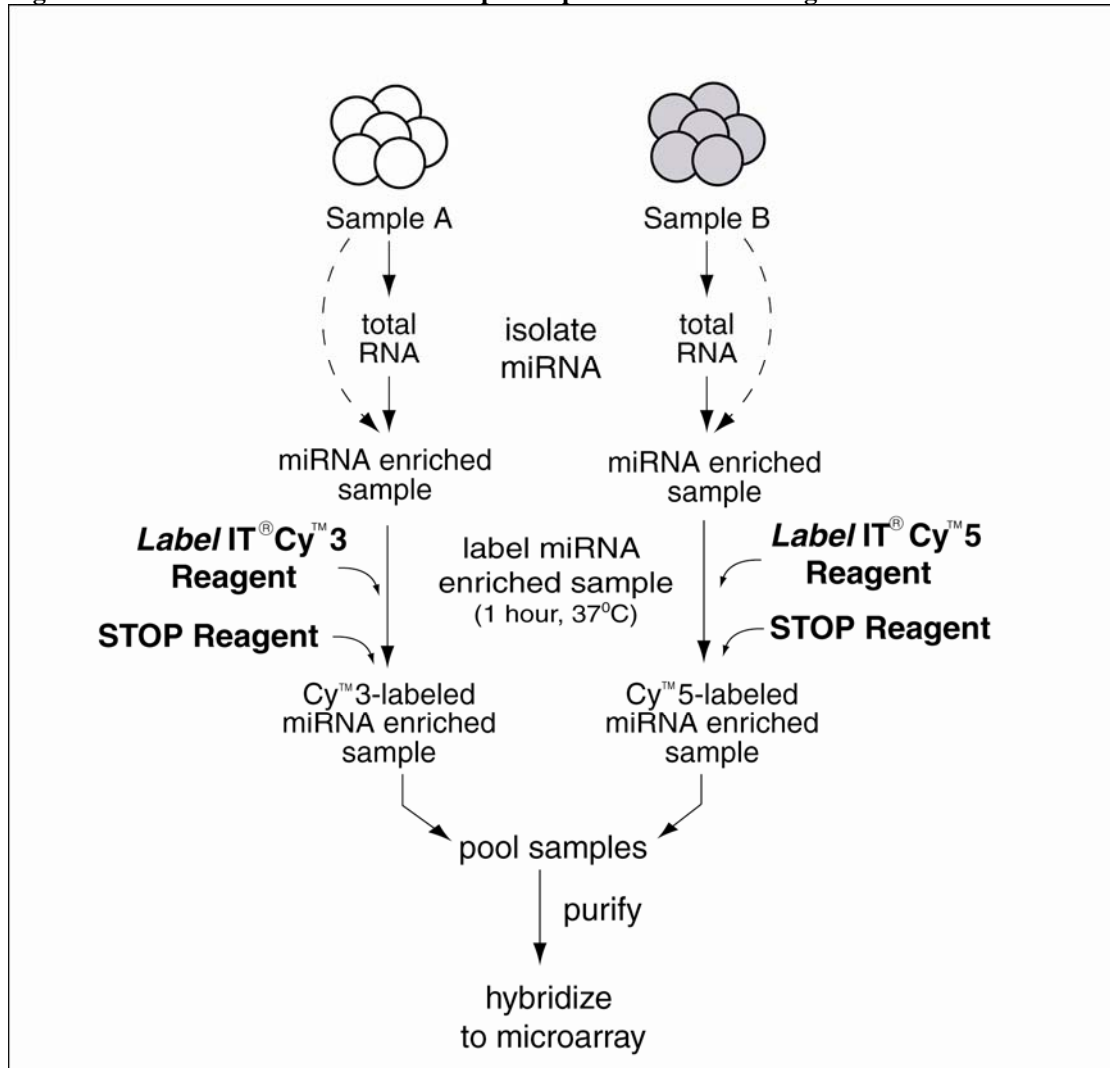 Sample A
Sample B
total
RNA
isolate
miRNA
total
RNA
miRNA enriched
sample
miRNA enriched
sample
Label IT® Cy™3
Reagent
label miRNA
enriched sample
(1 hour, 37⁰C)
Label IT® Cy™5
Reagent
STOP Reagent
STOP Reagent
Cy™3-labeled
miRNA enriched
sample
Cy™5-labeled
miRNA enriched
sample
pool samples
purify
hybridize
to microarray